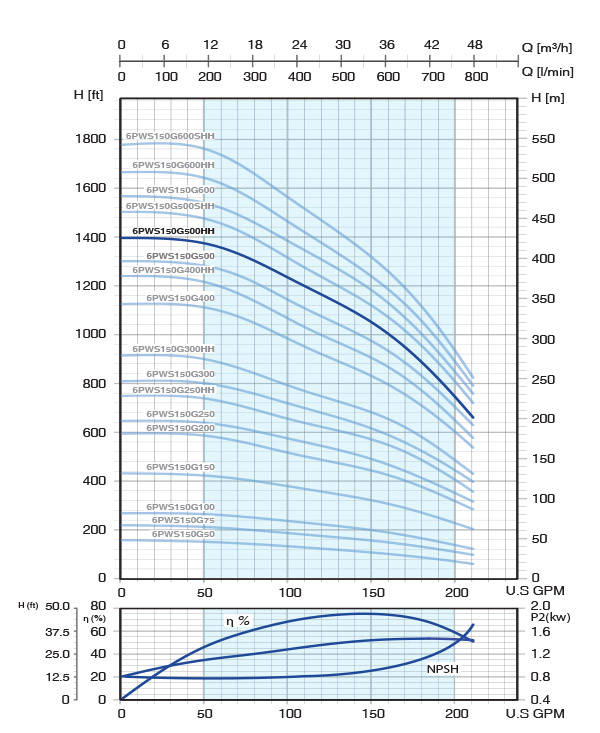 0 6 12 18 24 30 36 42 48 Q [m³/h]
0 100 200 300 400 500 600 700 800 Q [l/min]
H [ft] H [m]
1800
1600
1400
1200
1000
800
600
400
200
0
550
500
450
400
350
300
250
200
150
100
50
0
6PWS1s0G600SHH
6PWS1s0G600HH
6PWS1s0G600
6PWS1s0Gs00SHH
6PWS1s0Gs00HH
6PWS1s0Gs00
6PWS1s0G400HH
6PWS1s0G400
6PWS1s0G300HH
6PWS1s0G300
6PWS1s0G2s0HH
6PWS1s0G2s0
6PWS1s0G200
6PWS1s0G1s0
6PWS1s0G100
6PWS1s0G7s
6PWS1s0Gs0
0 50 100 150 200 U.S GPM
H (ft) 50.0 80 2.0
η (%) P2(kw)
37.5 60 1.6
25.0 40 1.2
12.5 20 0.8
0 0 0.4
η %
NPSH
0 50 100 150 200 U.S GPM